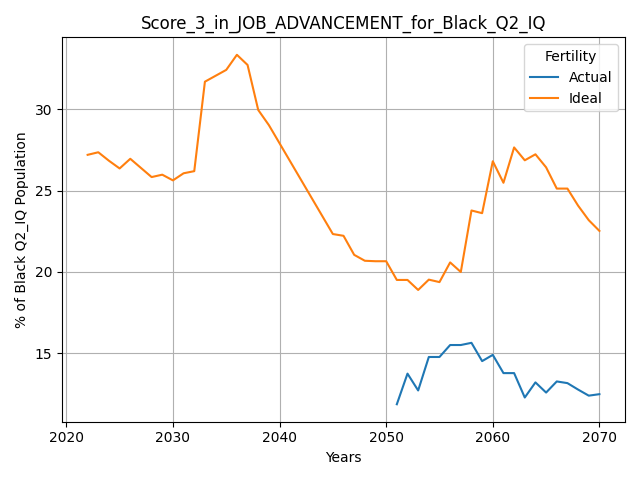 Score_3_in_JOB_ADVANCEMENT_for_Black_Q2_IQ
Fertility
Actual
Ideal
% of Black Q2_IQ Population
30
25
20
15
2020 2030 2040 2050 2060 2070
Years